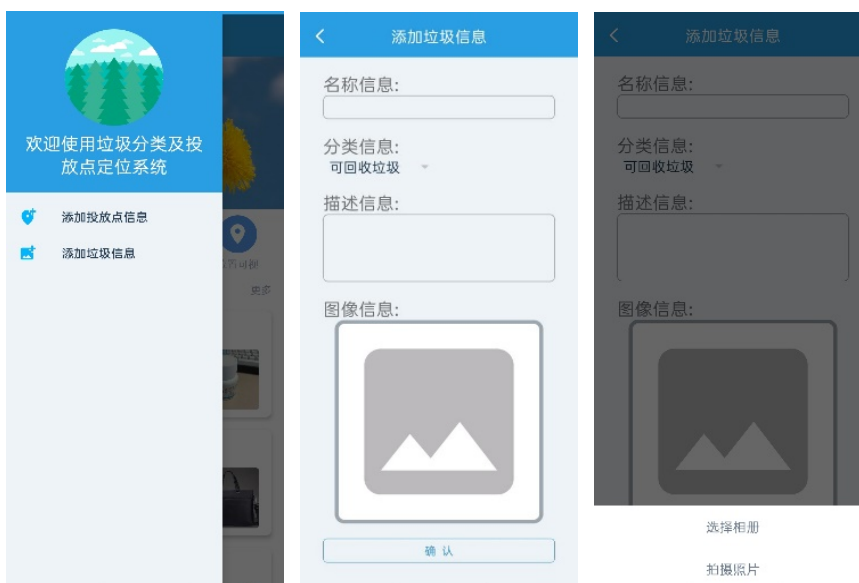 欢迎使用垃圾分类及投
放点定位系统
添加投放点信息
添加垃圾信息
更多
添加垃圾信息
名称信息:
分类信息:
可回收垃圾
描述信息:
图像信息:
确 认
添加垃圾信息
名称信息:
分类信息:
可回收垃圾
描述信息:
图像信息:
选择相册
拍摄照片